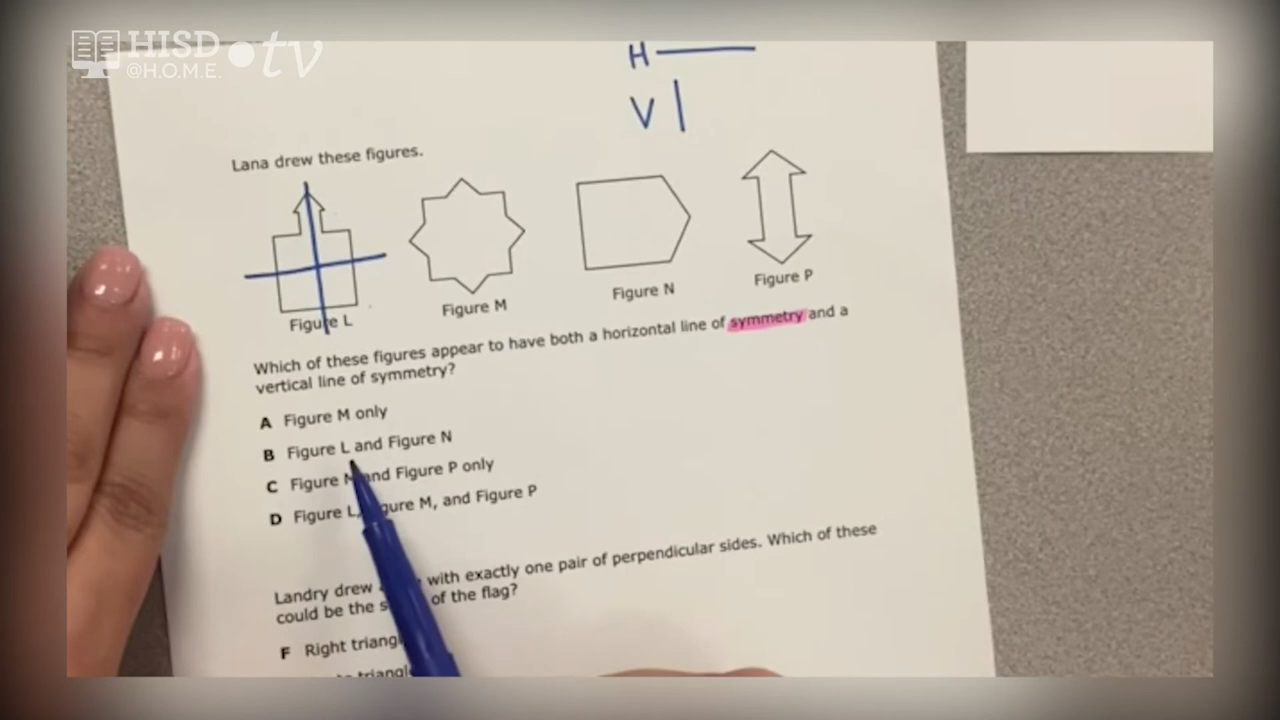 HISD
@H.O.M.E.
tv
H
V
Lana drew these figures.
Figure L
Figure M
Figure N
Figure P
Which of these figures appear to have both a horizontal line of symmetry and a
vertical line of symmetry?
A Figure M only
B Figure L and Figure N
C Figure M and Figure P only
D Figure L, Figure M, and Figure P
Landry drew with exactly one pair of perpendicular sides. Which of these
could be the of the flag?
F Right